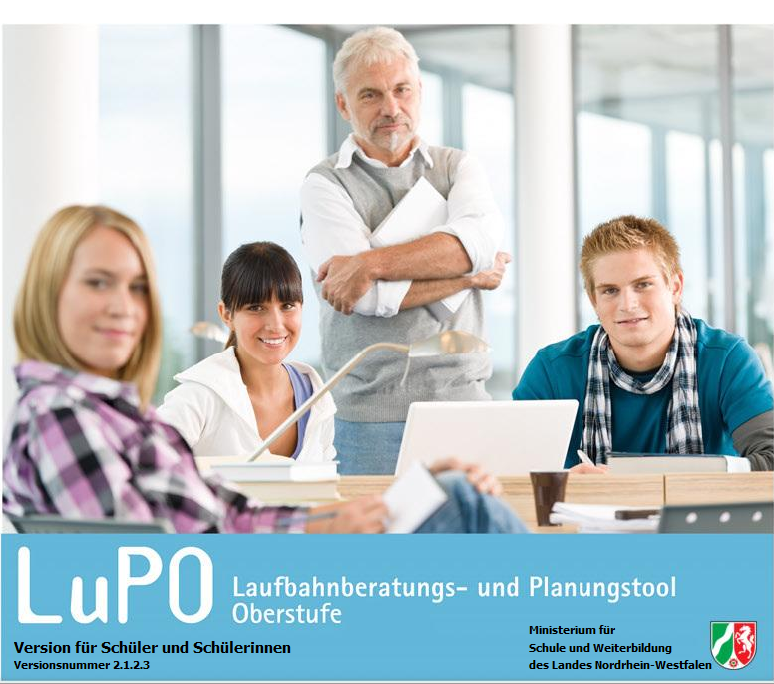 LuPO
Laufbahnberatungs- und Planungstool
Oberstufe
Version für Schüler und Schülerinnen
Versionsnummer 2.1.2.3
Ministerium für
Schule und Weiterbildung
des Landes Nordrhein-Westfalen